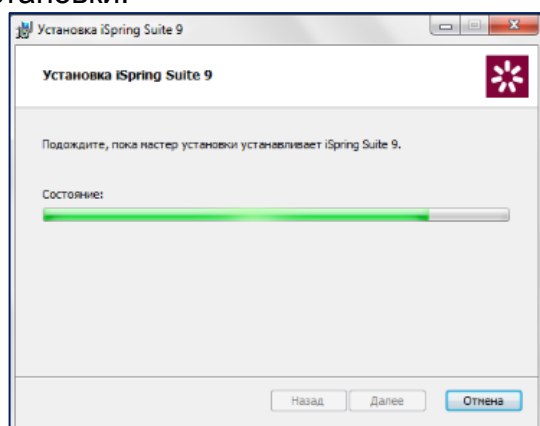 становки.
Установка iSpring Suite 9
Установка iSpring Suite 9
Подождите, пока мастер установки устанавливает iSpring Suite 9.
Состояние:
Назад Далее Отмена